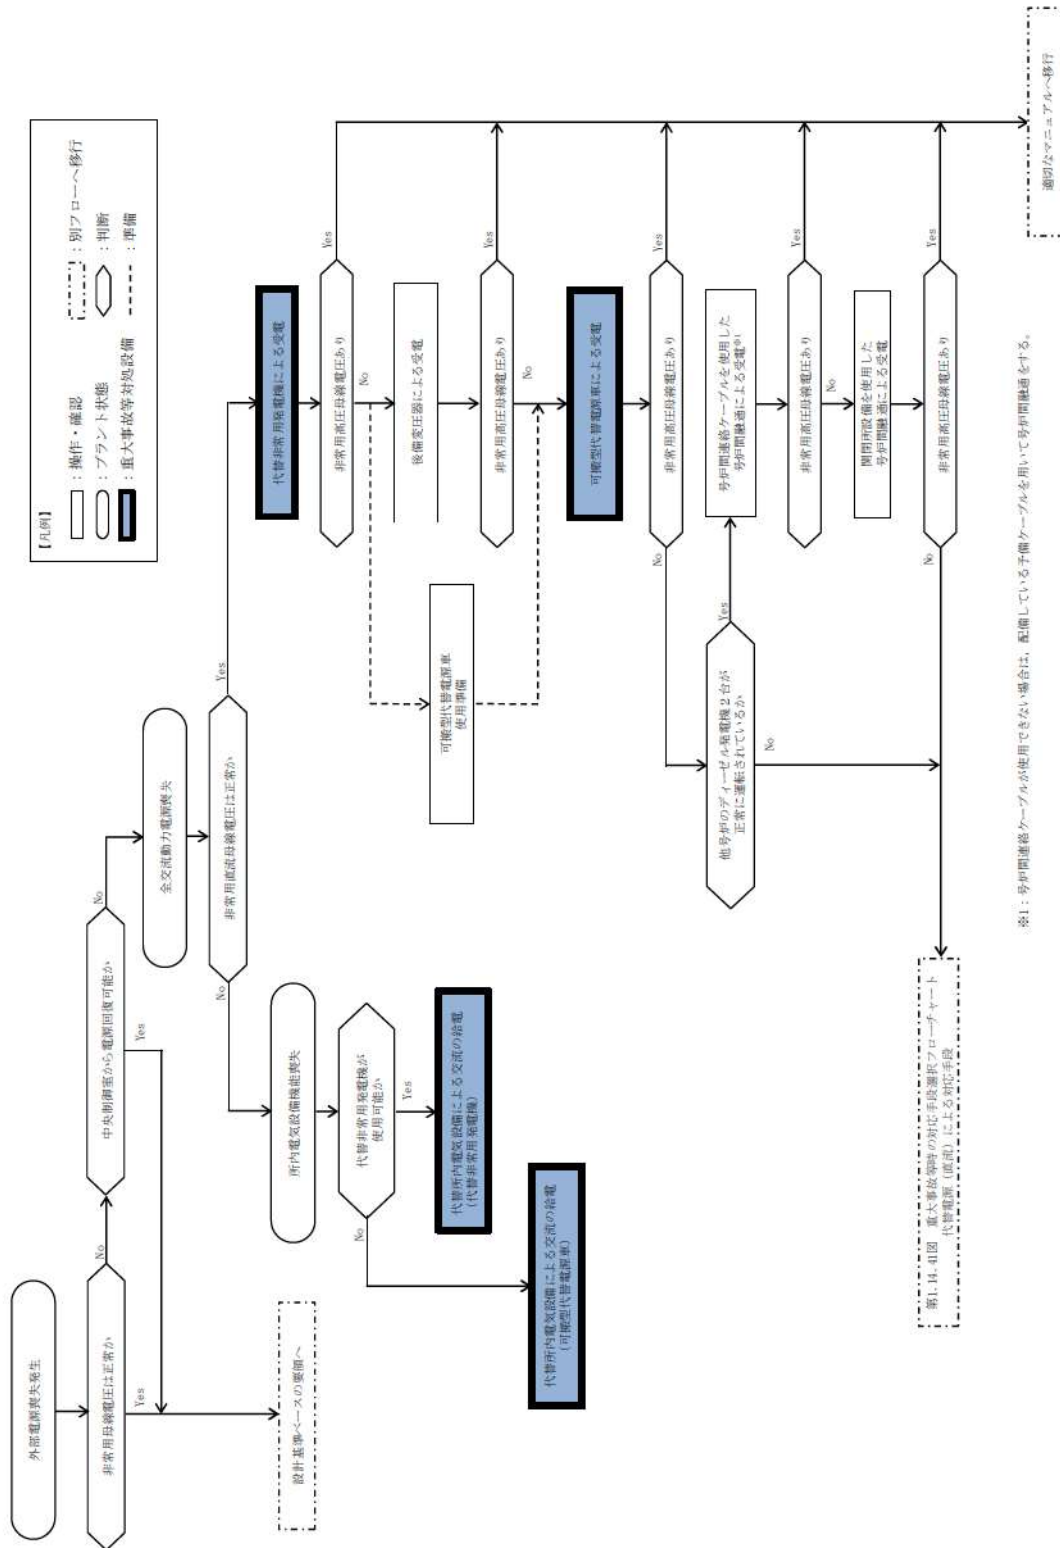 【凡例】
：操作・確認
：プラント状態
：重大事故等対処設備
：別フローへ移行
：判断
：準備
外部電源喪失発生
非常用母線電圧は正常か
No
Yes
中央制御室から電源回復可能か
No
Yes
設計基準ベースの要領へ
全交流動力電源喪失
非常用直流母線電圧は正常か
No
Yes
所内電気設備機能喪失
代替非常用発電機が
使用可能か
No
Yes
代替所内電気設備による交流の給電
（代替非常用発電機）
代替所内電気設備による交流の給電
（可搬型代替電源車）
代替非常用発電機による受電
非常用高圧母線電圧あり
Yes
No
後備変圧器による受電
可搬型代替電源車
使用準備
非常用高圧母線電圧あり
Yes
No
可搬型代替電源車による受電
非常用高圧母線電圧あり
Yes
No
他号炉のディーゼル発電機２台が
正常に運転されているか
Yes
No
号炉間連絡ケーブルを使用した
号炉間融通による受電※1
非常用高圧母線電圧あり
Yes
No
開閉所設備を使用した
号炉間融通による受電
非常用高圧母線電圧あり
Yes
No
適切なマニュアルへ移行
第1.14.41図　重大事故等時の対応手段選択フローチャート
代替電源（直流）による対応手段
※1：号炉間連絡ケーブルが使用できない場合は，配備している予備ケーブルを用いて号炉間融通をする。